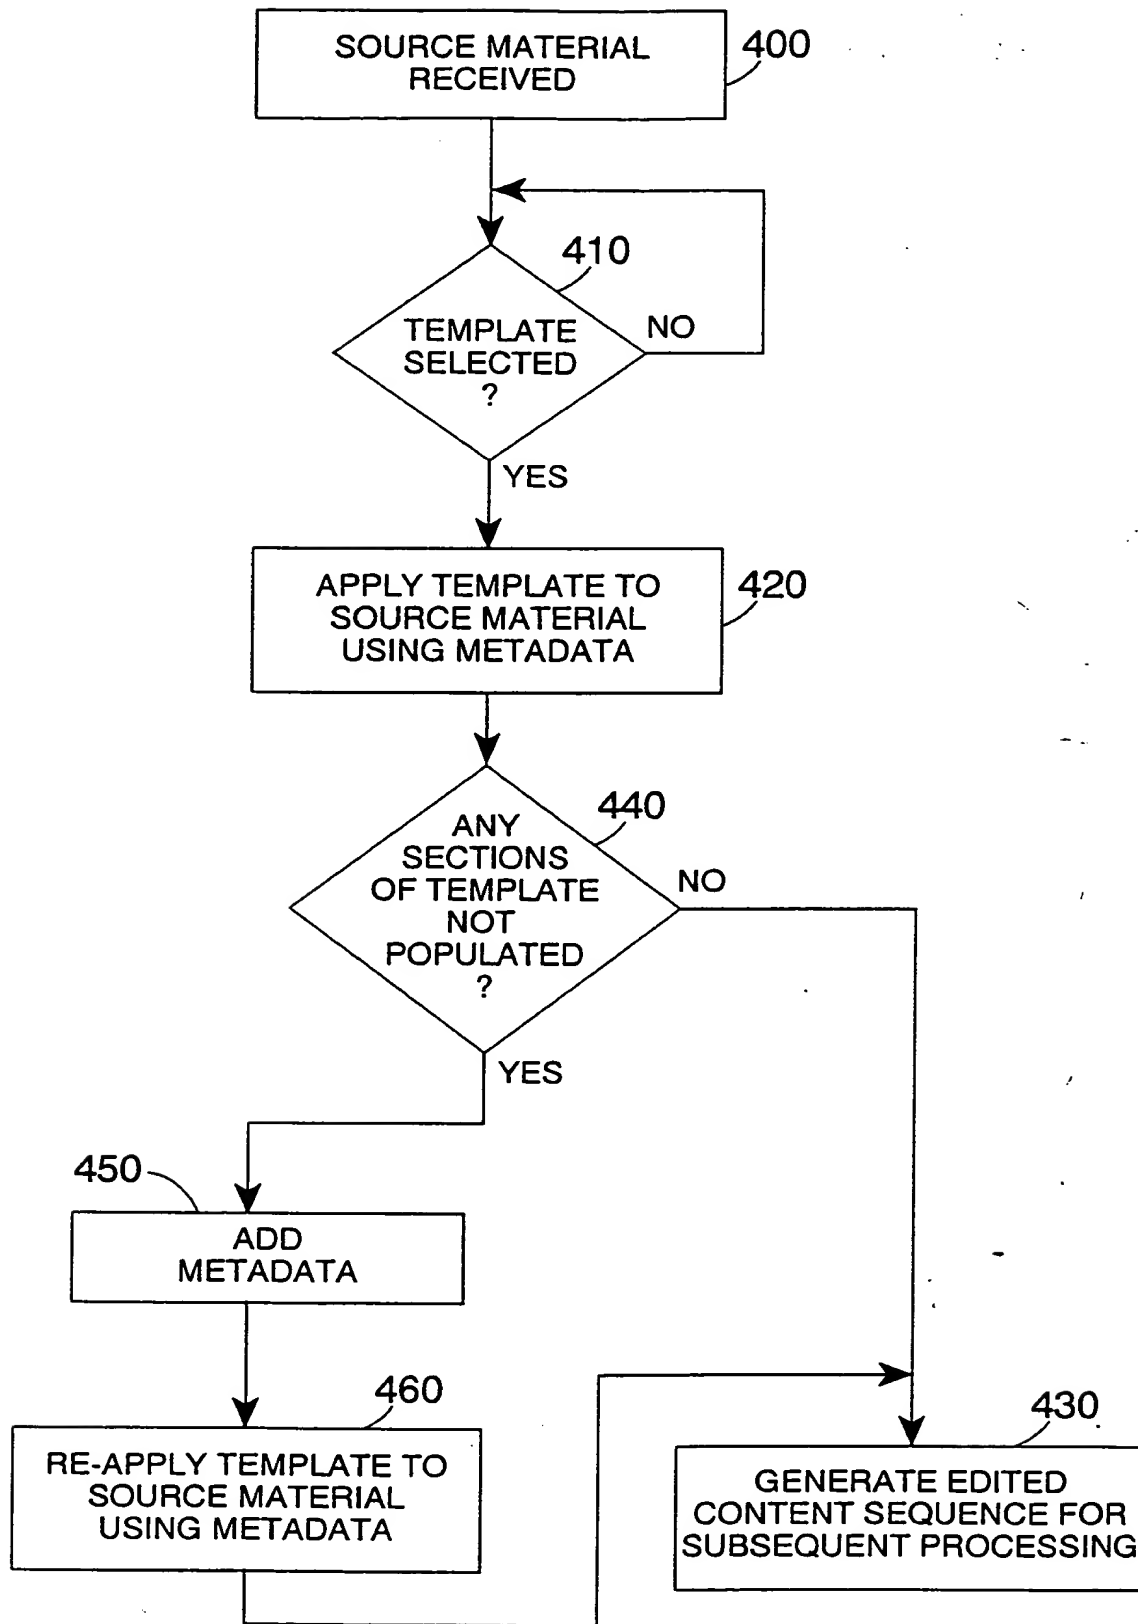 SOURCE MATERIAL
RECEIVED
400
410
TEMPLATE
SELECTED
?
NO
YES
APPLY TEMPLATE TO
SOURCE MATERIAL
USING METADATA
420
440
ANY
SECTIONS
OF TEMPLATE
NOT
POPULATED
?
NO
YES
450
ADD
METADATA
460
RE-APPLY TEMPLATE TO
SOURCE MATERIAL
USING METADATA
430
GENERATE EDITED
CONTENT SEQUENCE FOR
SUBSEQUENT PROCESSING